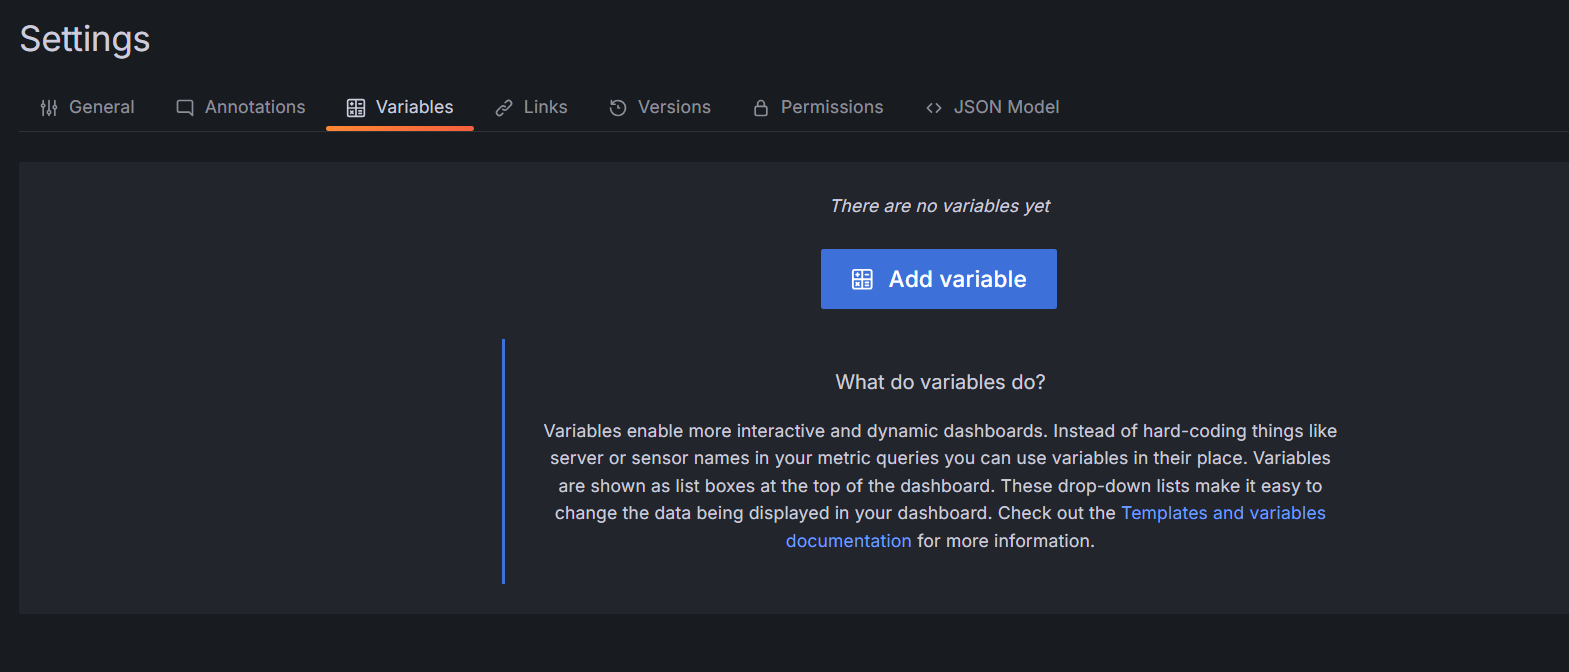 Settings
General
Annotations
Variables
Links
Versions
Permissions
JSON Model
There are no variables yet
Add variable
What do variables do?
Variables enable more interactive and dynamic dashboards. Instead of hard-coding things like
server or sensor names in your metric queries you can use variables in their place. Variables
are shown as list boxes at the top of the dashboard. These drop-down lists make it easy to
change the data being displayed in your dashboard. Check out the Templates and variables
documentation for more information.